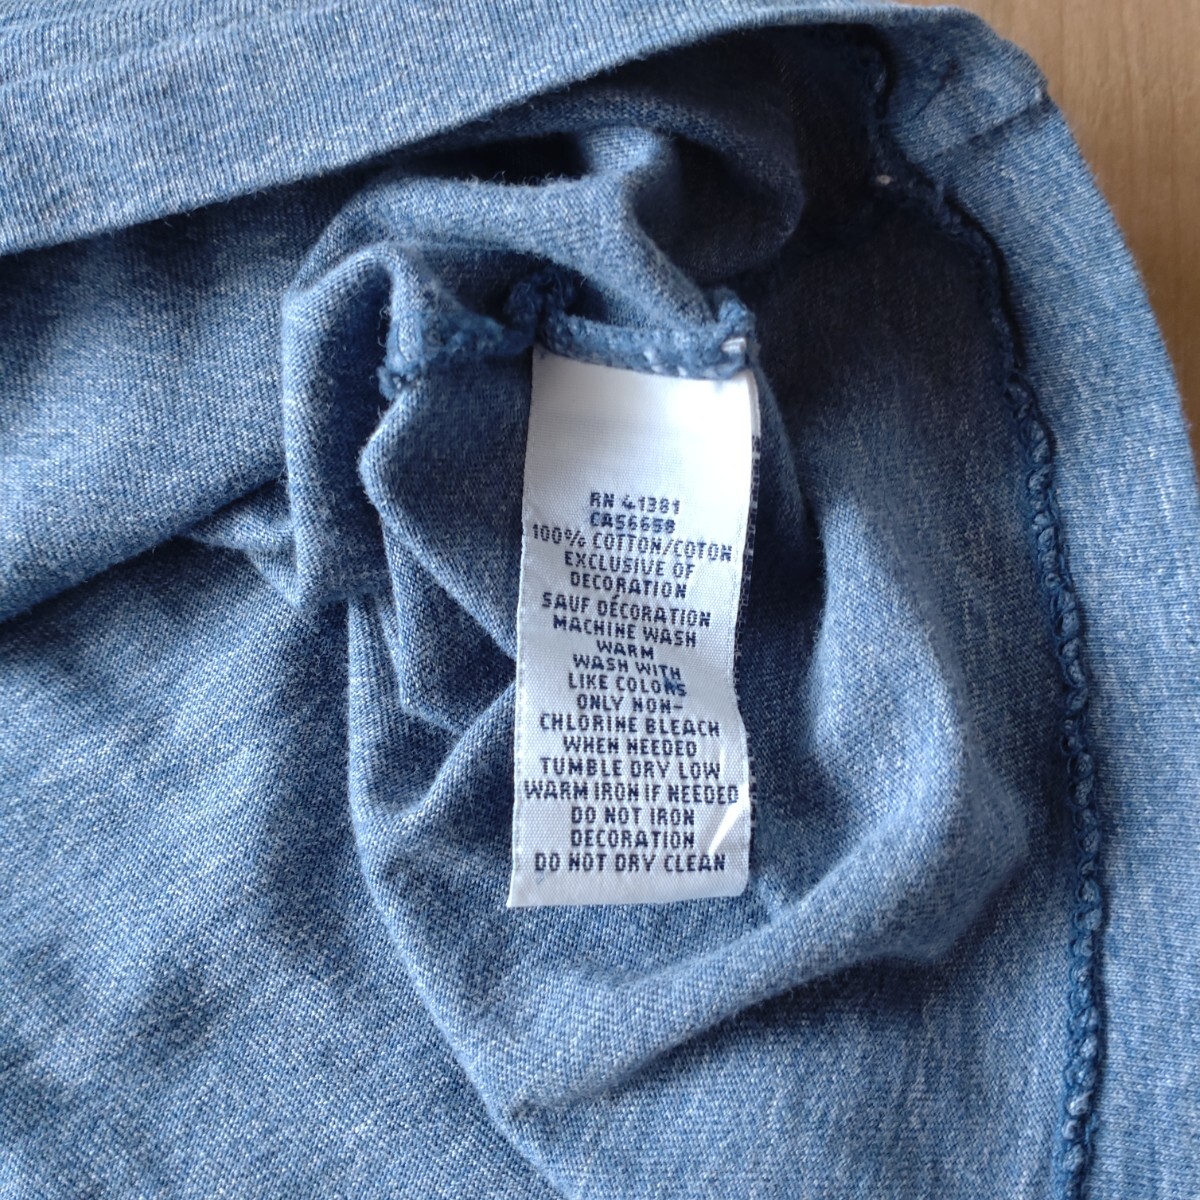 RN 41381
CA56658
100% COTTON/COTON
EXCLUSIVE OF
DECORATION
SAUF DÉCORATION
MACHINE WASH
WARM
WASH WITH
LIKE COLORS
ONLY NON-
CHLORINE BLEACH
WHEN NEEDED
TUMBLE DRY LOW
WARM IRON IF NEEDED
DO NOT IRON
DECORATION
DO NOT DRY CLEAN